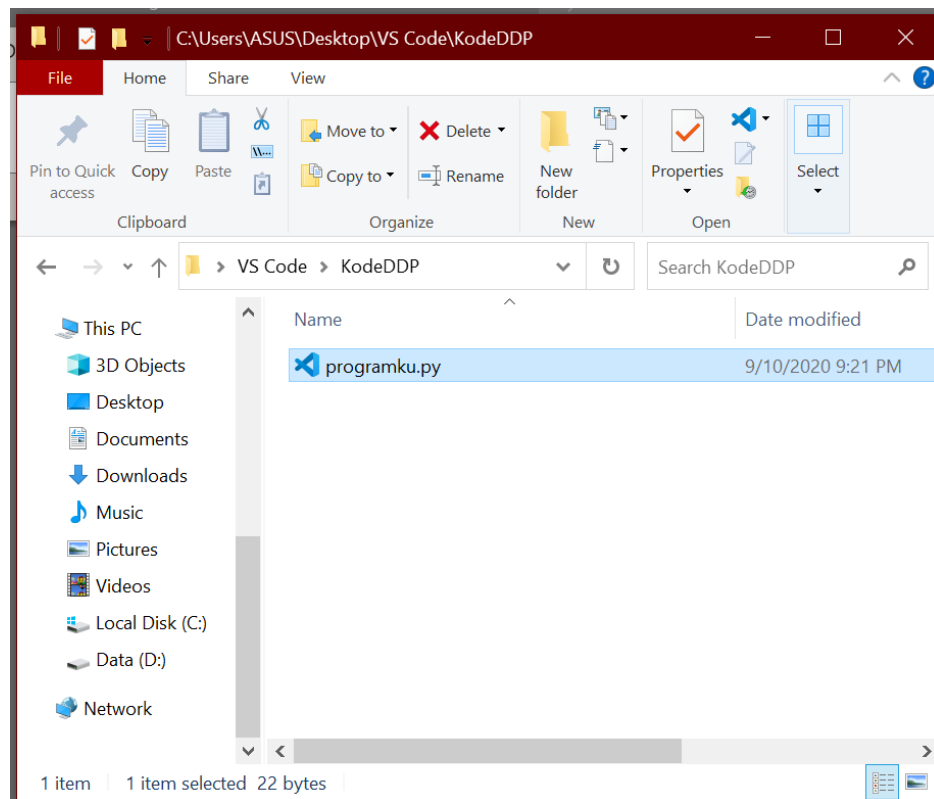 C:\Users\ASUS\Desktop\VS Code\KodeDDP
File Home Share View
Pin to Quick access
Copy
Paste
Clipboard
Move to
Copy to
Delete
Rename
Organize
New folder
New
Properties
Open
Select
VS Code > KodeDDP
Search KodeDDP
Name Date modified
This PC
3D Objects
Desktop
Documents
Downloads
Music
Pictures
Videos
Local Disk (C:)
Data (D:)
Network
programku.py 9/10/2020 9:21 PM
1 item 1 item selected 22 bytes